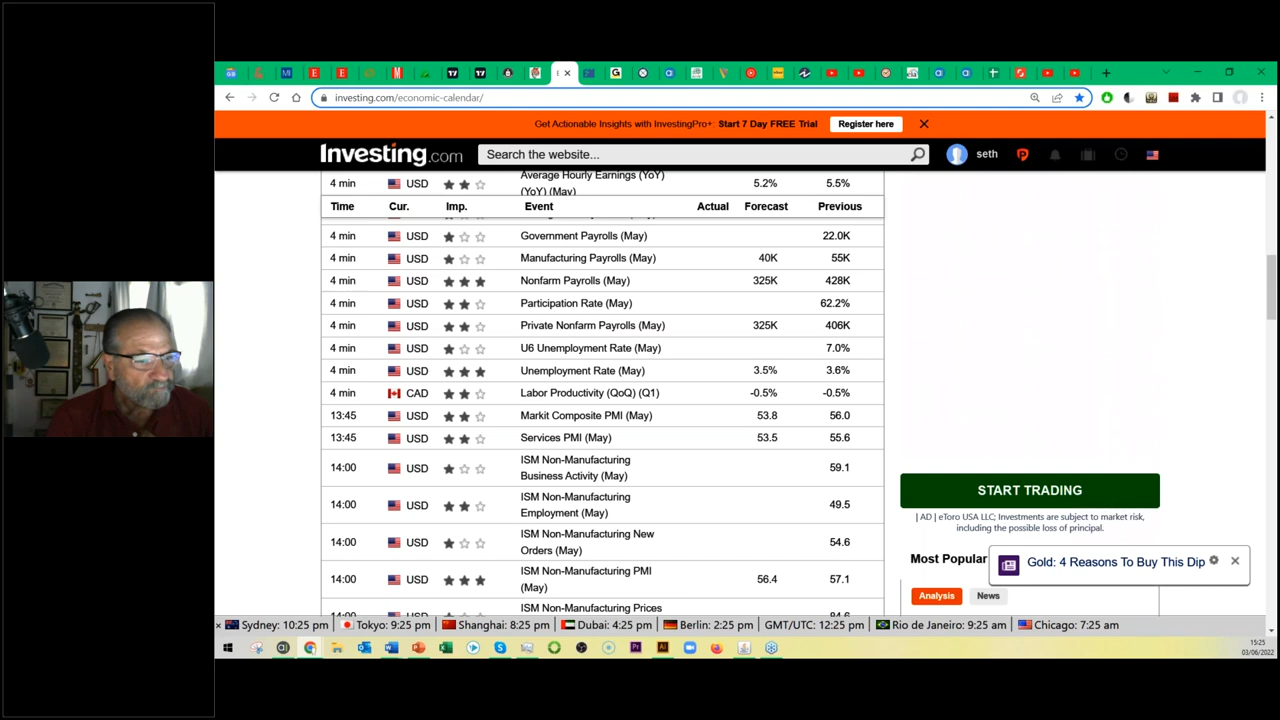 investing.com/economic-calendar/
Get Actionable Insights with InvestingPro+ Start 7 Day FREE Trial Register here
Investing.com Search the website... seth
Average Hourly Earnings (YoY)
4 min USD (YoY) (May) 5.2% 5.5%
Time Cur. Imp. Event Actual Forecast Previous
4 min USD Government Payrolls (May) 22.0K
4 min USD Manufacturing Payrolls (May) 40K 55K
4 min USD Nonfarm Payrolls (May) 325K 428K
4 min USD Participation Rate (May) 62.2%
4 min USD Private Nonfarm Payrolls (May) 325K 406K
4 min USD U6 Unemployment Rate (May) 7.0%
4 min USD Unemployment Rate (May) 3.5% 3.6%
4 min CAD Labor Productivity (QoQ) (Q1) -0.5% -0.5%
13:45 USD Markit Composite PMI (May) 53.8 56.0
13:45 USD Services PMI (May) 53.5 55.6
ISM Non-Manufacturing
14:00 USD Business Activity (May) 59.1
ISM Non-Manufacturing
14:00 USD Employment (May) 49.5
ISM Non-Manufacturing New
14:00 USD Orders (May) 54.6
ISM Non-Manufacturing PMI
14:00 USD (May) 56.4 57.1
ISM Non-Manufacturing Prices
14:00 USD 84.6
START TRADING
| AD | eToro USA LLC; Investments are subject to market risk,
including the possible loss of principal.
Most Popular
Gold: 4 Reasons To Buy This Dip
Analysis News
Sydney: 10:25 pm Tokyo: 9:25 pm Shanghai: 8:25 pm Dubai: 4:25 pm Berlin: 2:25 pm GMT/UTC: 12:25 pm Rio de Janeiro: 9:25 am Chicago: 7:25 am
15:25
03/06/2022